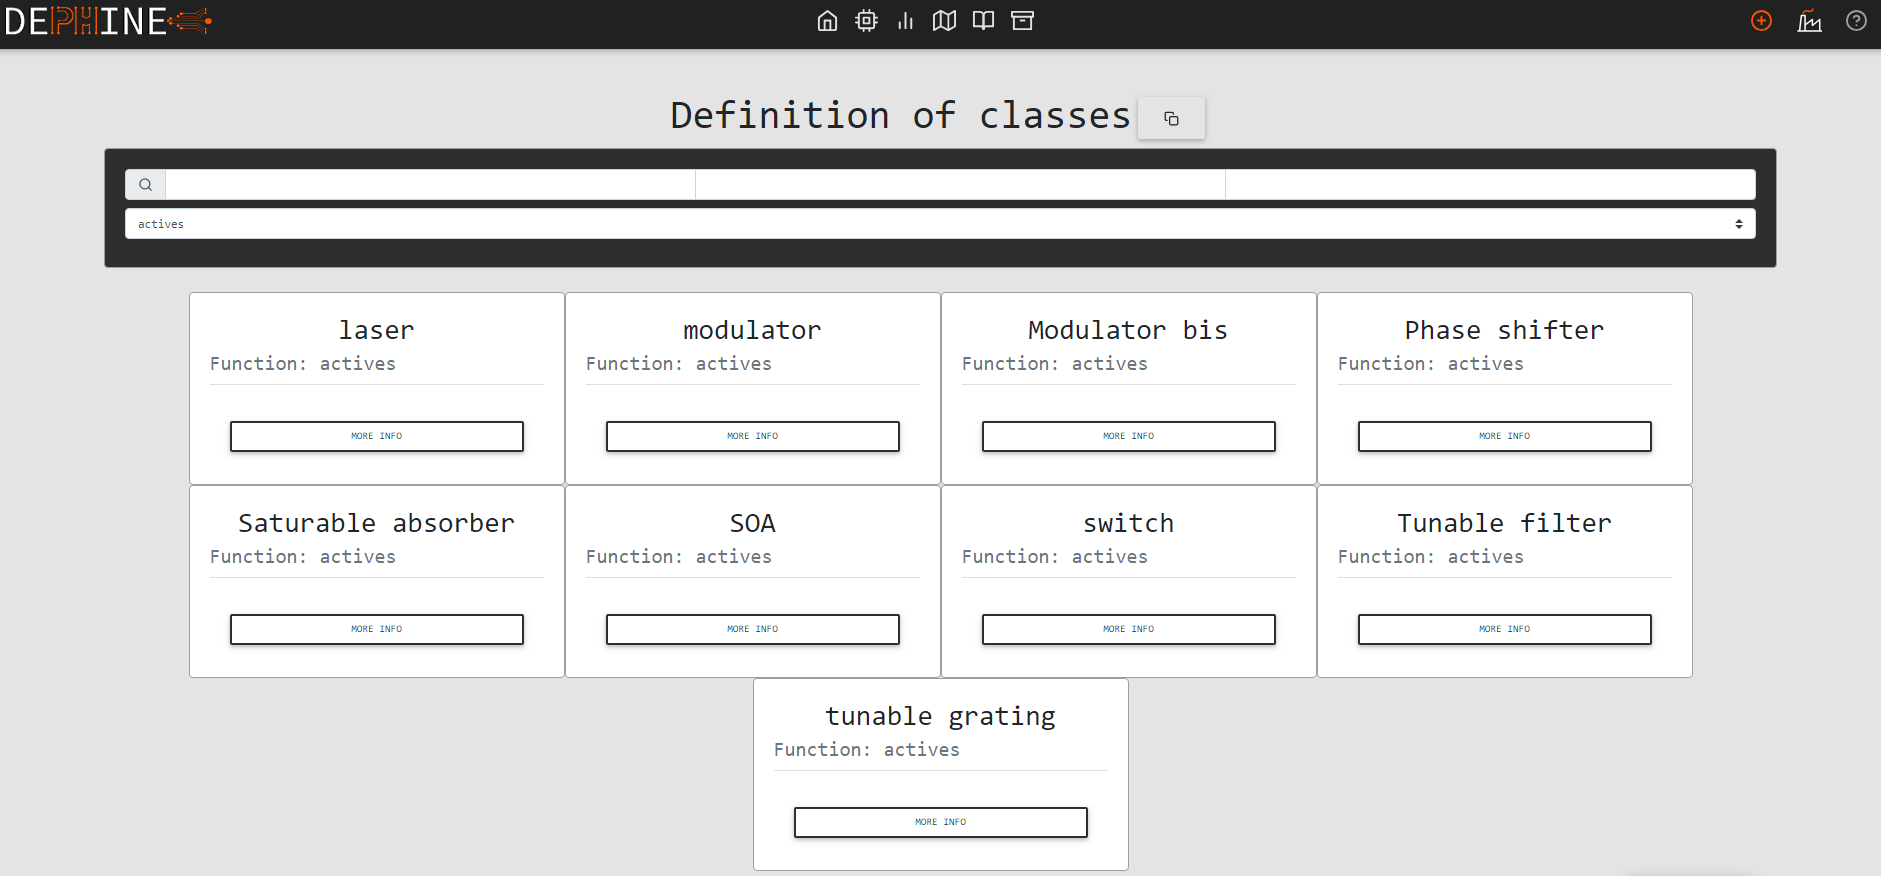 DEPHINE
Definition of classes
actives
laser
Function: actives
MORE INFO
modulator
Function: actives
MORE INFO
Modulator bis
Function: actives
MORE INFO
Phase shifter
Function: actives
MORE INFO
Saturable absorber
Function: actives
MORE INFO
SOA
Function: actives
MORE INFO
switch
Function: actives
MORE INFO
Tunable filter
Function: actives
MORE INFO
tunable grating
Function: actives
MORE INFO